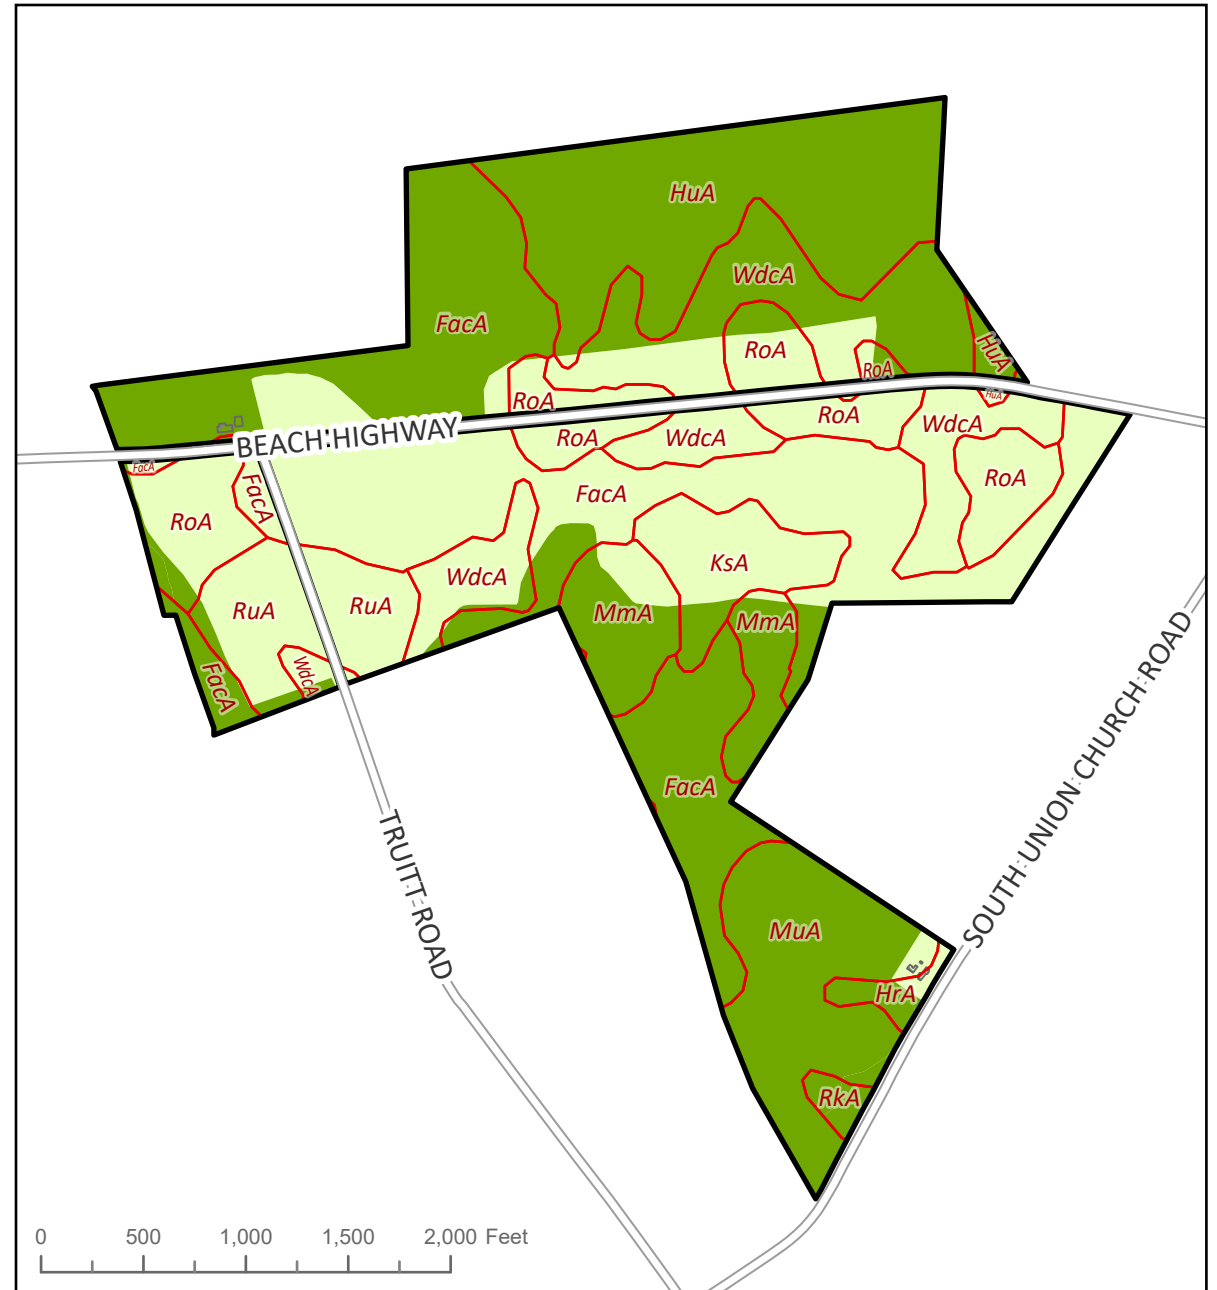 HuA
WdcA
FacA
RoA
HuA
RoA
HuA
RoA
RoA
WdcA
RoA
WdcA
BEACH HIGHWAY
FacA
FacA
FacA
RoA
RoA
KsA
WdcA
RuA
RuA
MmA
MmA
WdcA
FacA
FacA
MuA
HrA
RkA
TRUITT ROAD
SOUTH UNION CHURCH ROAD
0 500 1,000 1,500 2,000 Feet